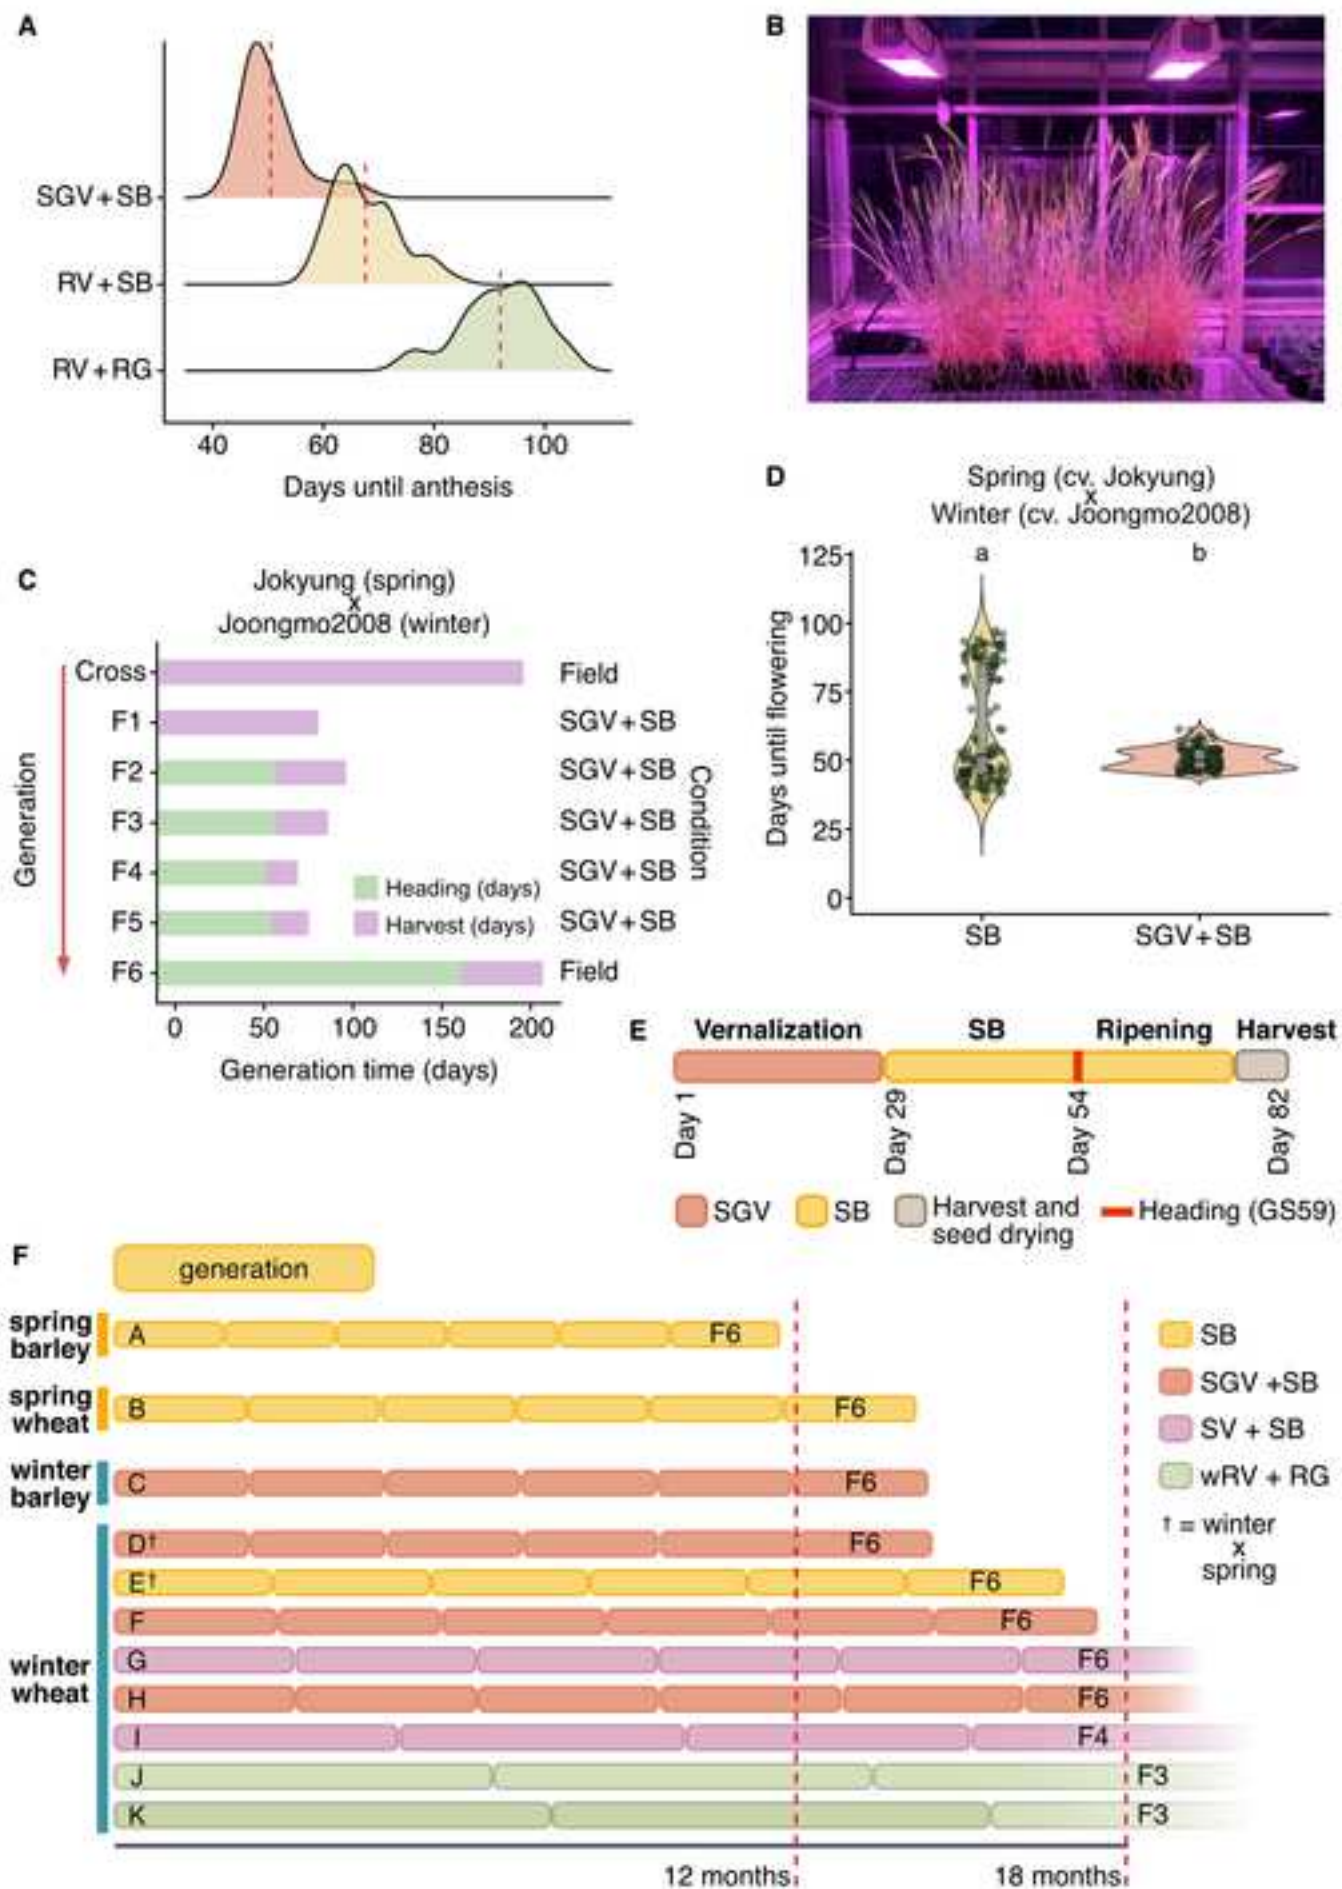 A
SGV+SB
RV+SB
RV+RG
40 60 80 100
Days until anthesis
B
C
Jokyung (spring)
x
Joongmo2008 (winter)
Generation
Cross
F1
F2
F3
F4
F5
F6
Field
SGV+SB
SGV+SB
SGV+SB
SGV+SB
SGV+SB
Field
Condition
Heading (days)
Harvest (days)
0 50 100 150 200
Generation time (days)
D
Spring (cv. Jokyung)
x
Winter (cv. Joongmo2008)
a b
Days until flowering
125
100
75
50
25
0
SB SGV+SB
E
Vernalization SB Ripening Harvest
Day 1 Day 29 Day 54 Day 82
SGV SB Harvest and seed drying Heading (GS59)
F
generation
spring barley
A F6
spring wheat
B F6
winter barley
C F6
winter wheat
D† F6
E† F6
F F6
G F6
H F6
I F4
J F3
K F3
12 months 18 months
SB
SGV +SB
SV + SB
wRV + RG
† = winter
x
spring